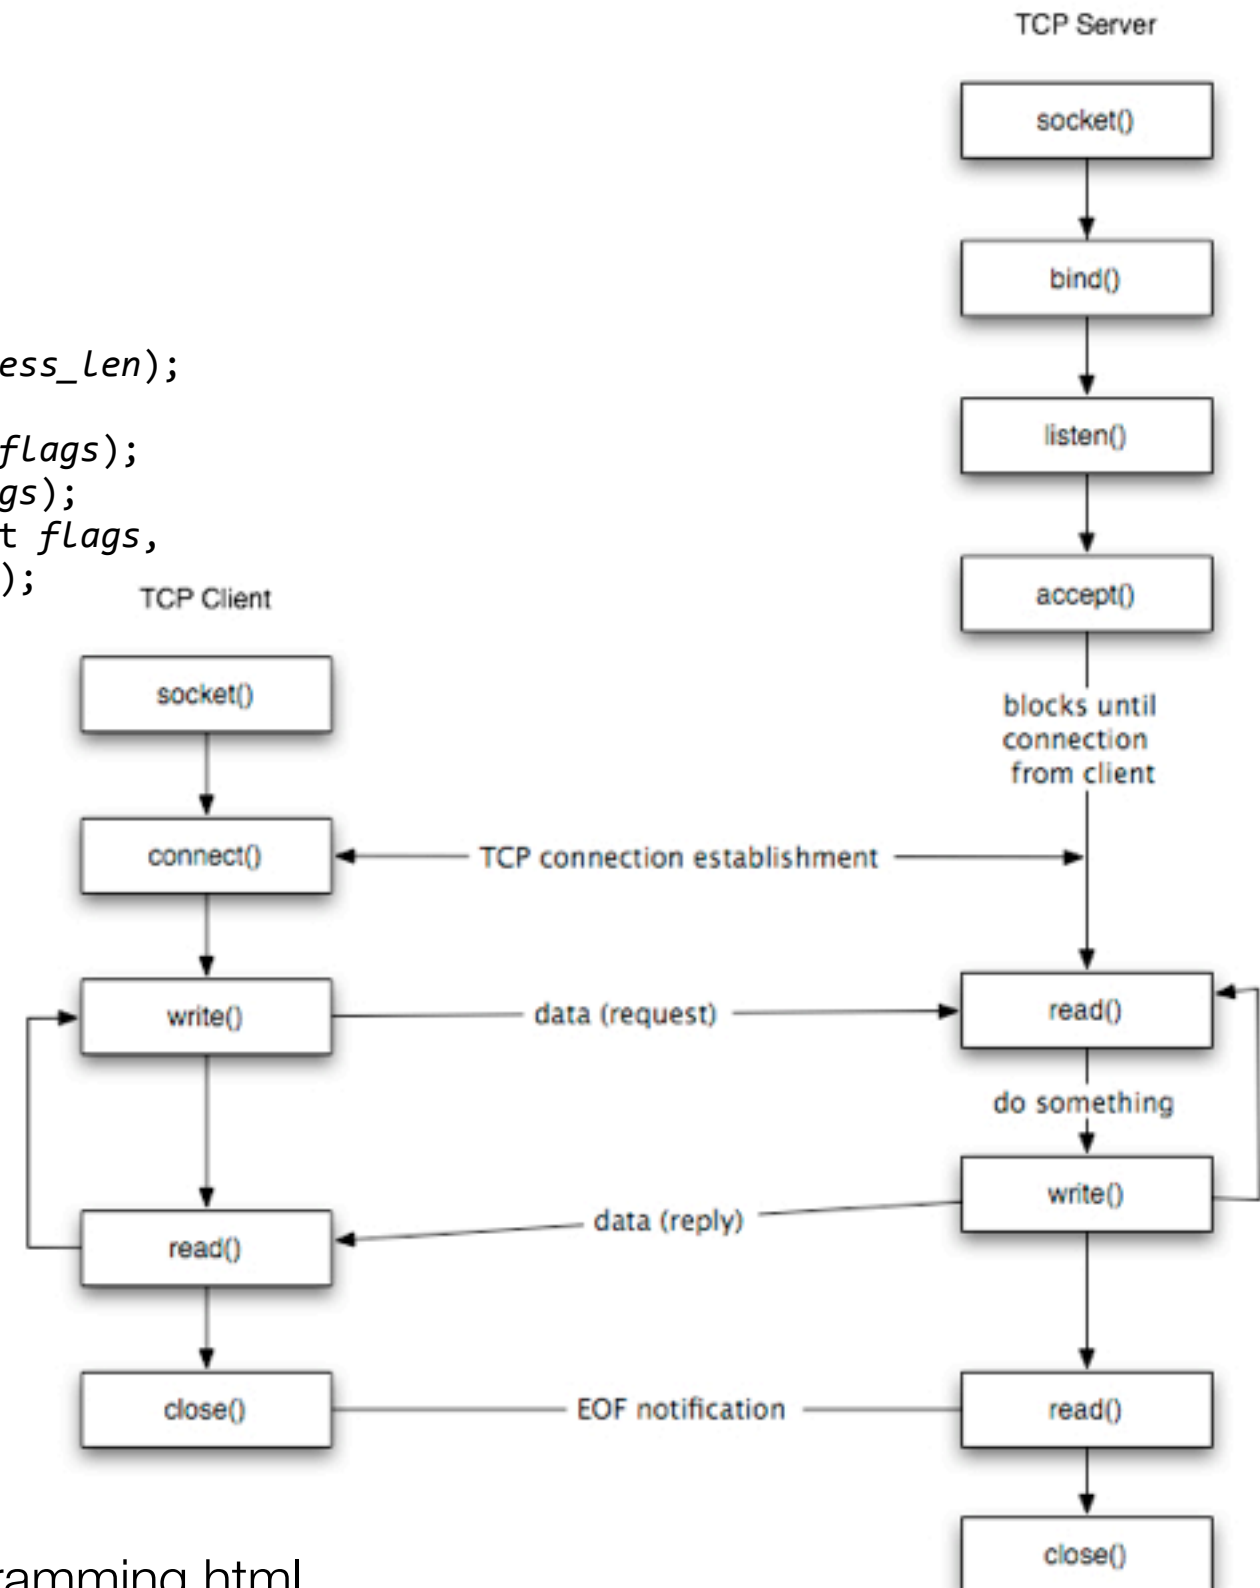 TCP Server
socket()
bind()
listen()
accept()
blocks until
connection
from client
ess_len);
flags);
gs);
t flags,
);
TCP Client
socket()
connect()
TCP connection establishment
write()
data (request)
read()
do something
write()
data (reply)
read()
close()
EOF notification
read()
close()
ramming.html